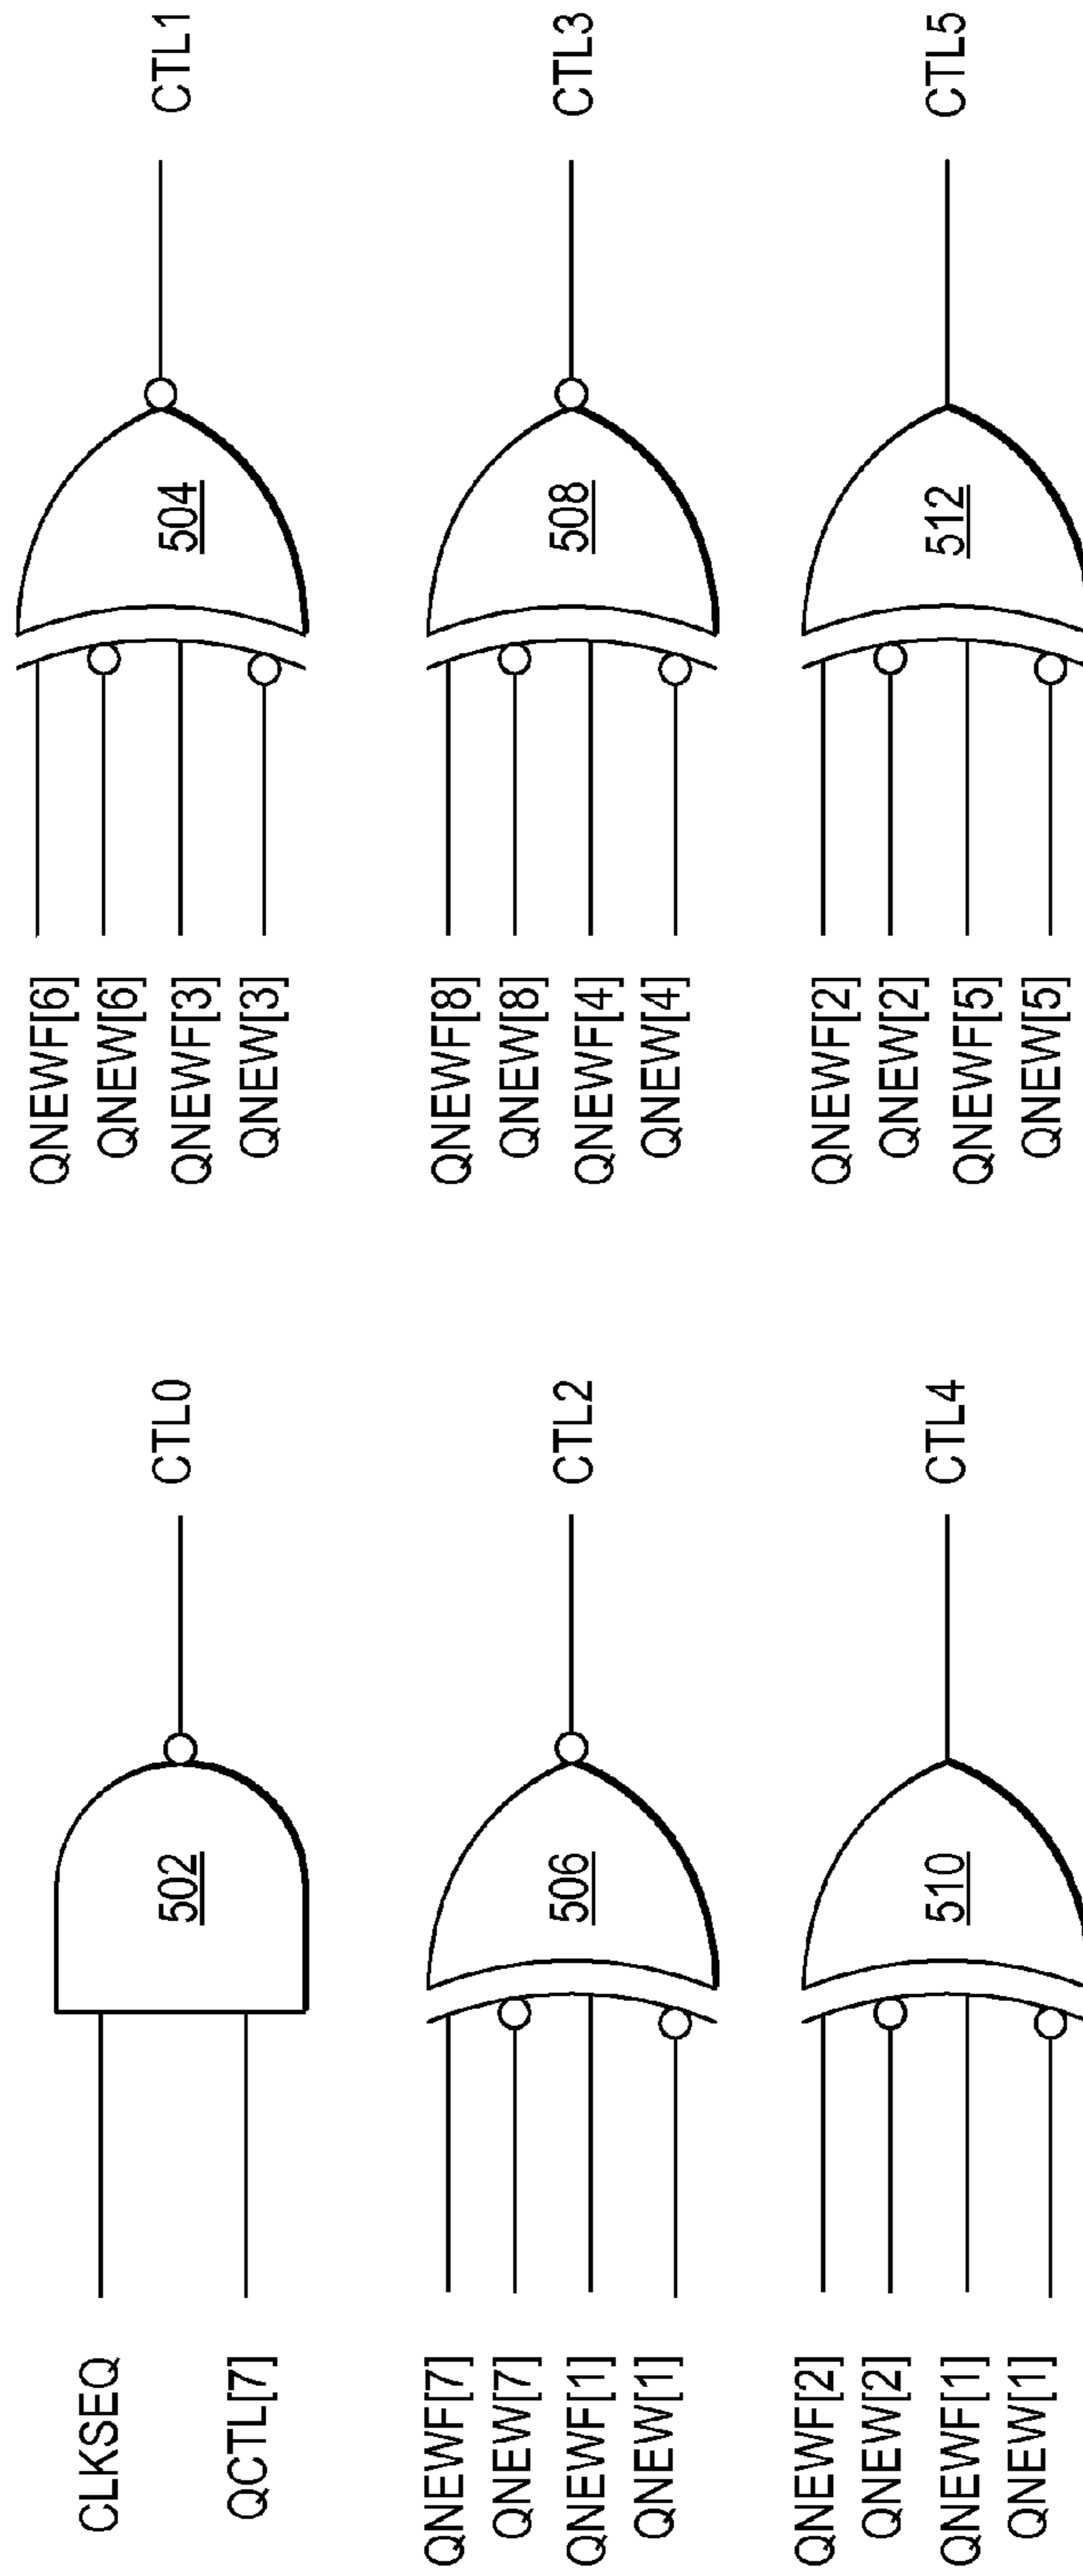 CLKSEQ
QCTL[7]
502
CTL0
QNEWF[6]
QNEW[6]
QNEWF[3]
QNEW[3]
504
CTL1
QNEWF[7]
QNEW[7]
QNEWF[1]
QNEW[1]
506
CTL2
QNEWF[8]
QNEW[8]
QNEWF[4]
QNEW[4]
508
CTL3
QNEWF[2]
QNEW[2]
QNEWF[1]
QNEW[1]
510
CTL4
QNEWF[2]
QNEW[2]
QNEWF[5]
QNEW[5]
512
CTL5